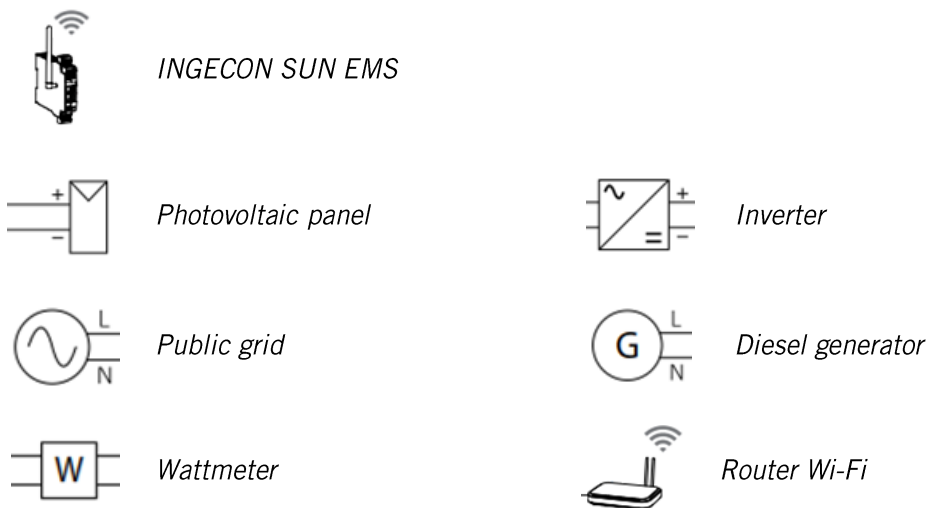 INGECON SUN EMS
+
−
Photovoltaic panel
+
−
Inverter
L
N
Public grid
G
L
N
Diesel generator
W
Wattmeter
Router Wi-Fi